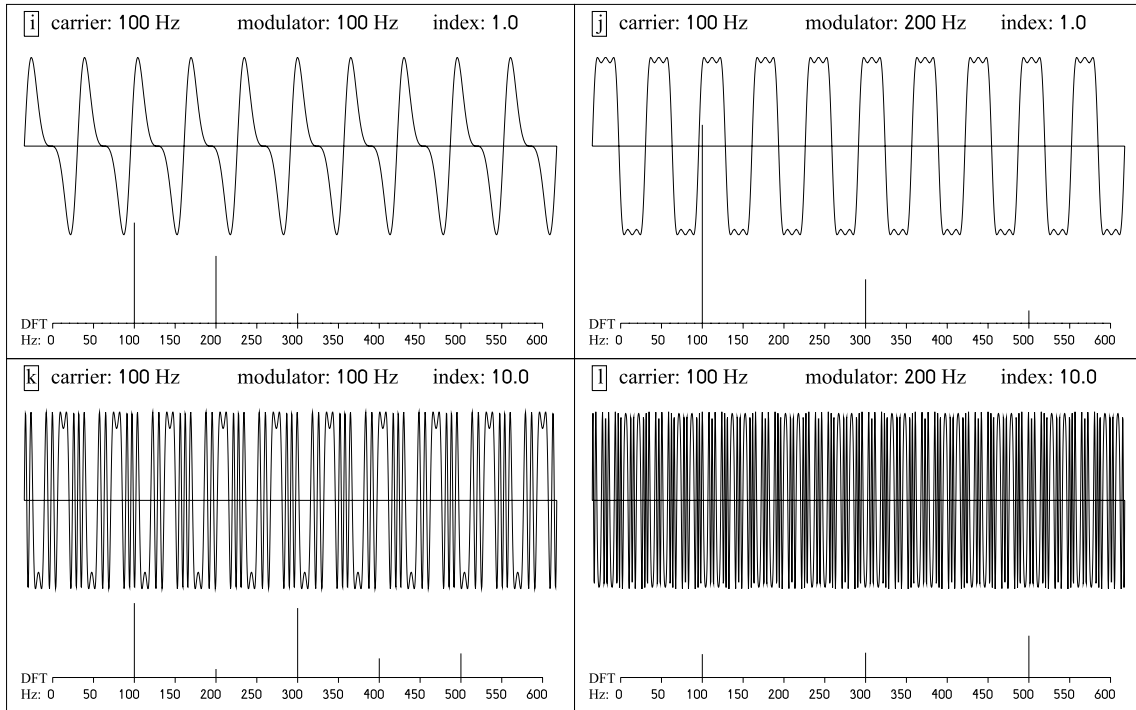 i carrier: 100 Hz modulator: 100 Hz index: 1.0
DFT
Hz: 0 50 100 150 200 250 300 350 400 450 500 550 600
j carrier: 100 Hz modulator: 200 Hz index: 1.0
DFT
Hz: 0 50 100 150 200 250 300 350 400 450 500 550 600
k carrier: 100 Hz modulator: 100 Hz index: 10.0
DFT
Hz: 0 50 100 150 200 250 300 350 400 450 500 550 600
l carrier: 100 Hz modulator: 200 Hz index: 10.0
DFT
Hz: 0 50 100 150 200 250 300 350 400 450 500 550 600